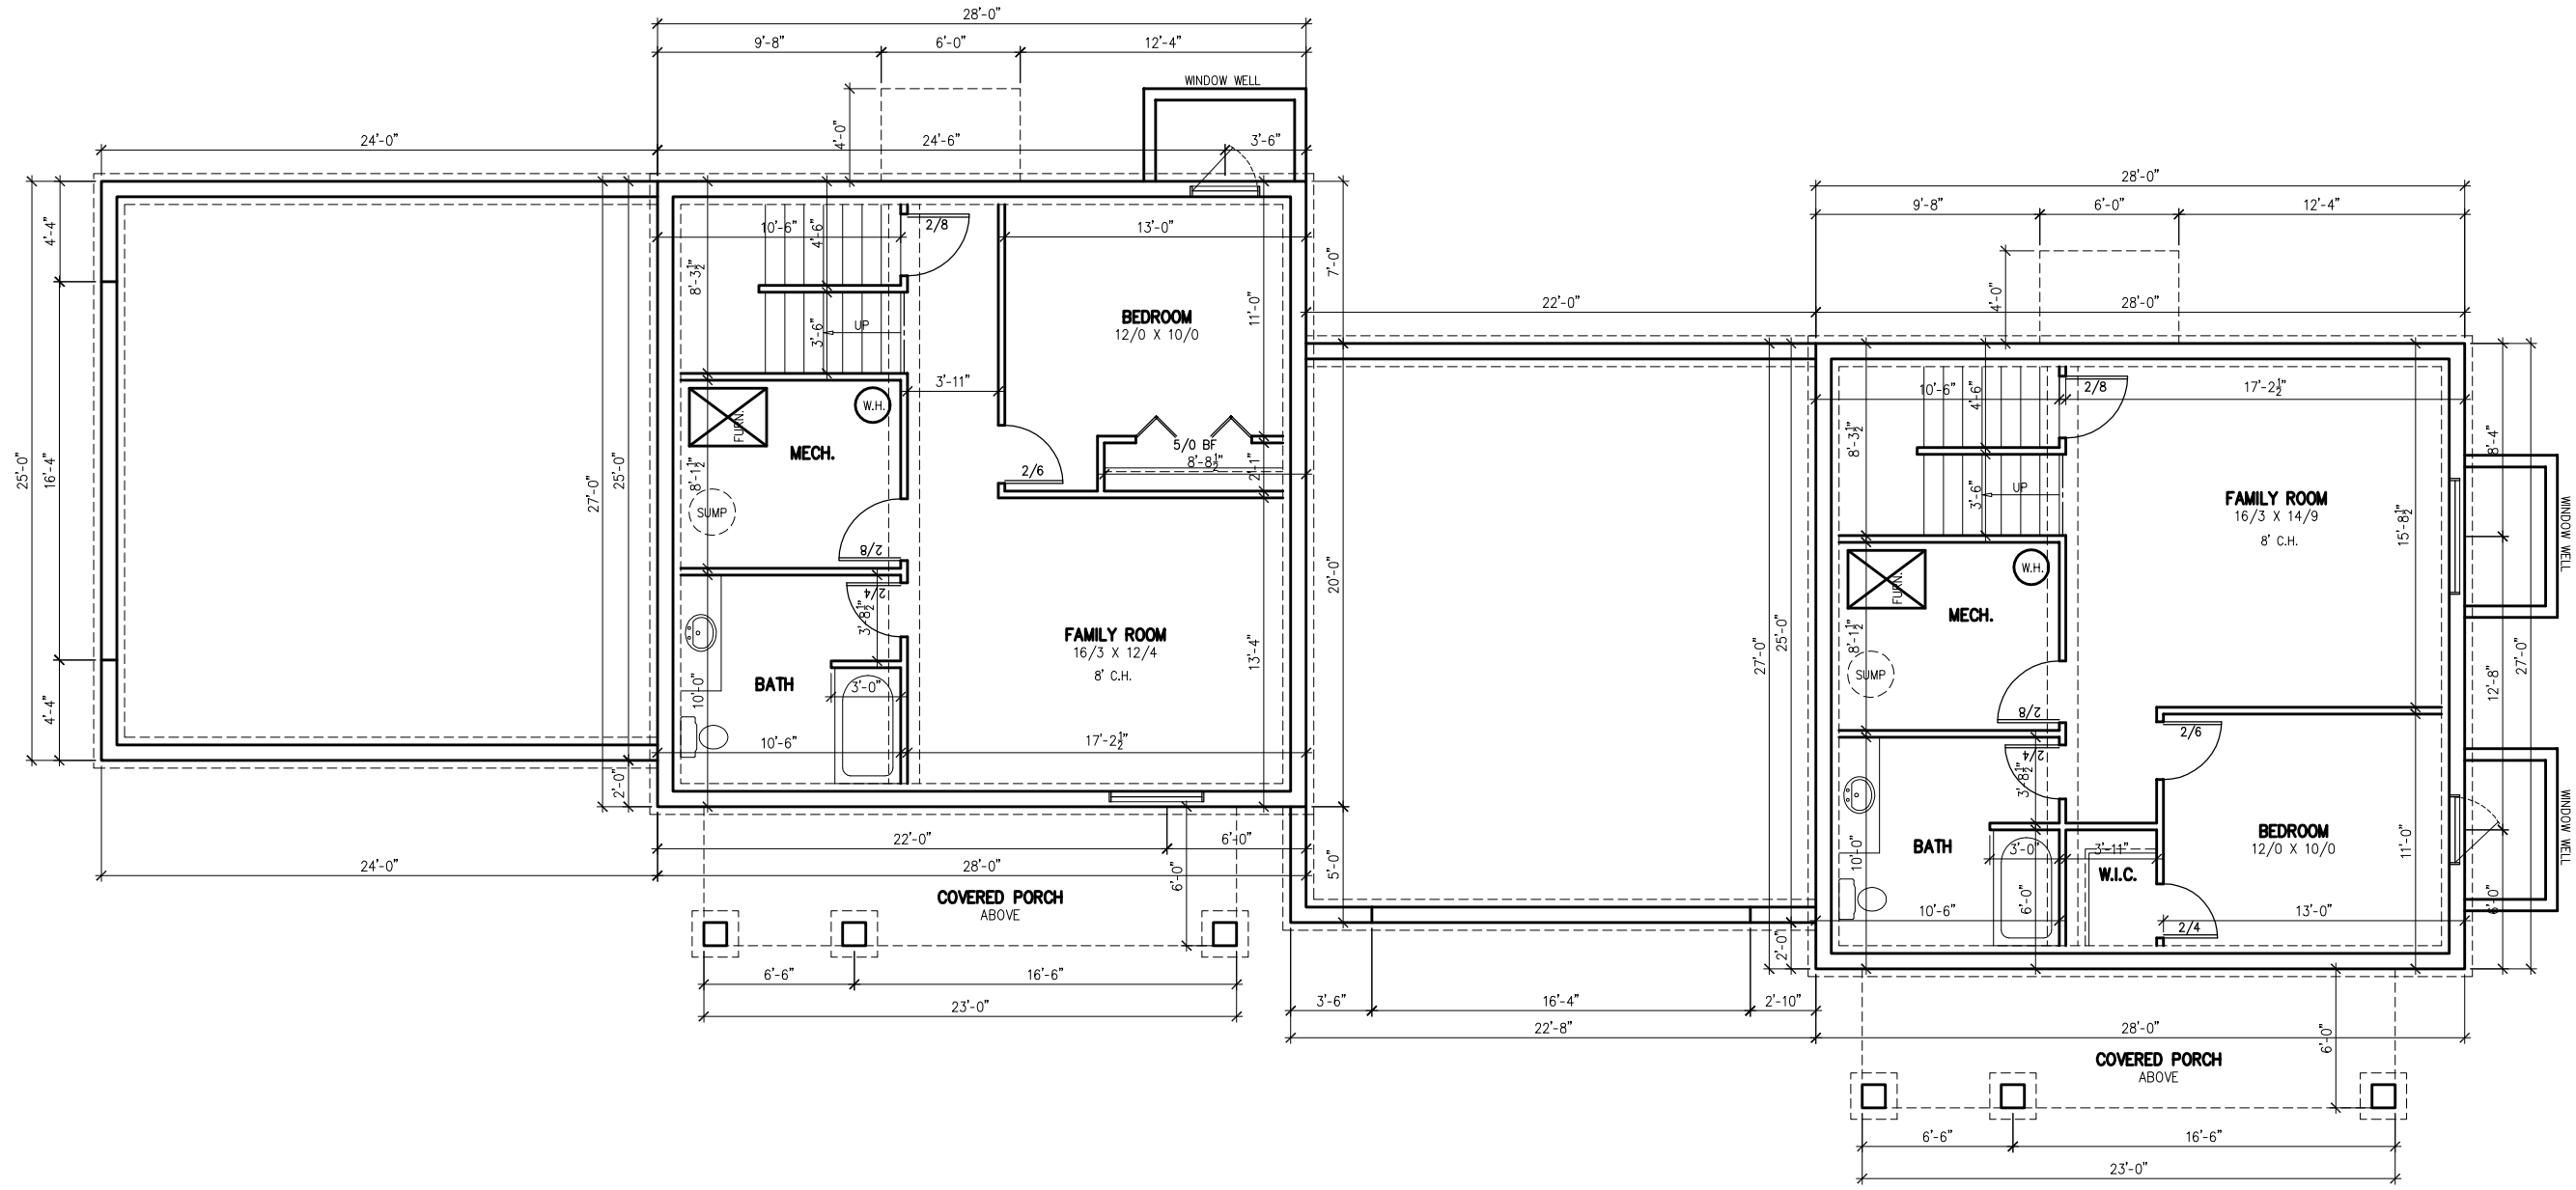 28'-0"
9'-8"
6'-0"
12'-4"
WINDOW WELL
4'-0"
24'-0"
24'-6"
3'-6"
25'-0"
4'-4"
16'-4"
4'-4"
27'-0"
25'-0"
2'-0"
10'-6"
4'-6"
2/8
13'-0"
8'-3½"
3'-6"
UP
BEDROOM
12/0 X 10/0
11'-0"
7'-0"
3'-11"
FURN.
W.H.
MECH.
8'-1½"
SUMP
2/8
2/6
5/0 BF
8'-8½"
2'-1"
2/4
3'-8½"
FAMILY ROOM
16/3 X 12/4
8' C.H.
13'-4"
20'-0"
BATH
10'-0"
3'-0"
10'-6"
17'-2½"
22'-0"
6'-0"
24'-0"
28'-0"
6'-0"
5'-0"
COVERED PORCH
ABOVE
6'-6"
16'-6"
23'-0"
22'-0"
27'-0"
25'-0"
2'-0"
3'-6"
16'-4"
2'-10"
22'-8"
28'-0"
28'-0"
9'-8"
6'-0"
12'-4"
4'-0"
28'-0"
10'-6"
4'-6"
2/8
17'-2½"
8'-3½"
3'-6"
UP
FAMILY ROOM
16/3 X 14/9
8' C.H.
15'-8½"
8'-4"
WINDOW WELL
FURN.
W.H.
MECH.
8'-1½"
SUMP
2/8
2/6
12'-8"
27'-0"
2/4
3'-8½"
BATH
10'-0"
3'-0"
3'-11"
W.I.C.
6'-0"
10'-6"
2/4
BEDROOM
12/0 X 10/0
11'-0"
13'-0"
6'-0"
WINDOW WELL
6'-0"
COVERED PORCH
ABOVE
6'-6"
16'-6"
23'-0"